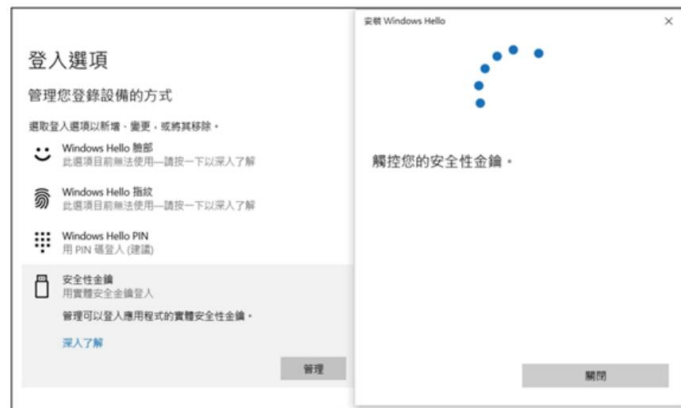 登入選項
管理您登錄設備的方式
選取登入選項以新增、變更，或將其移除。
Windows Hello 臉部
此選項目前無法使用—請按一下以深入了解
Windows Hello 指紋
此選項目前無法使用—請按一下以深入了解
Windows Hello PIN
用 PIN 碼登入 (建議)
安全性金鑰
用實體安全金鑰登入
管理可以登入應用程式的實體安全性金鑰。
深入了解
管理
安裝 Windows Hello
觸控您的安全性金鑰。
關閉